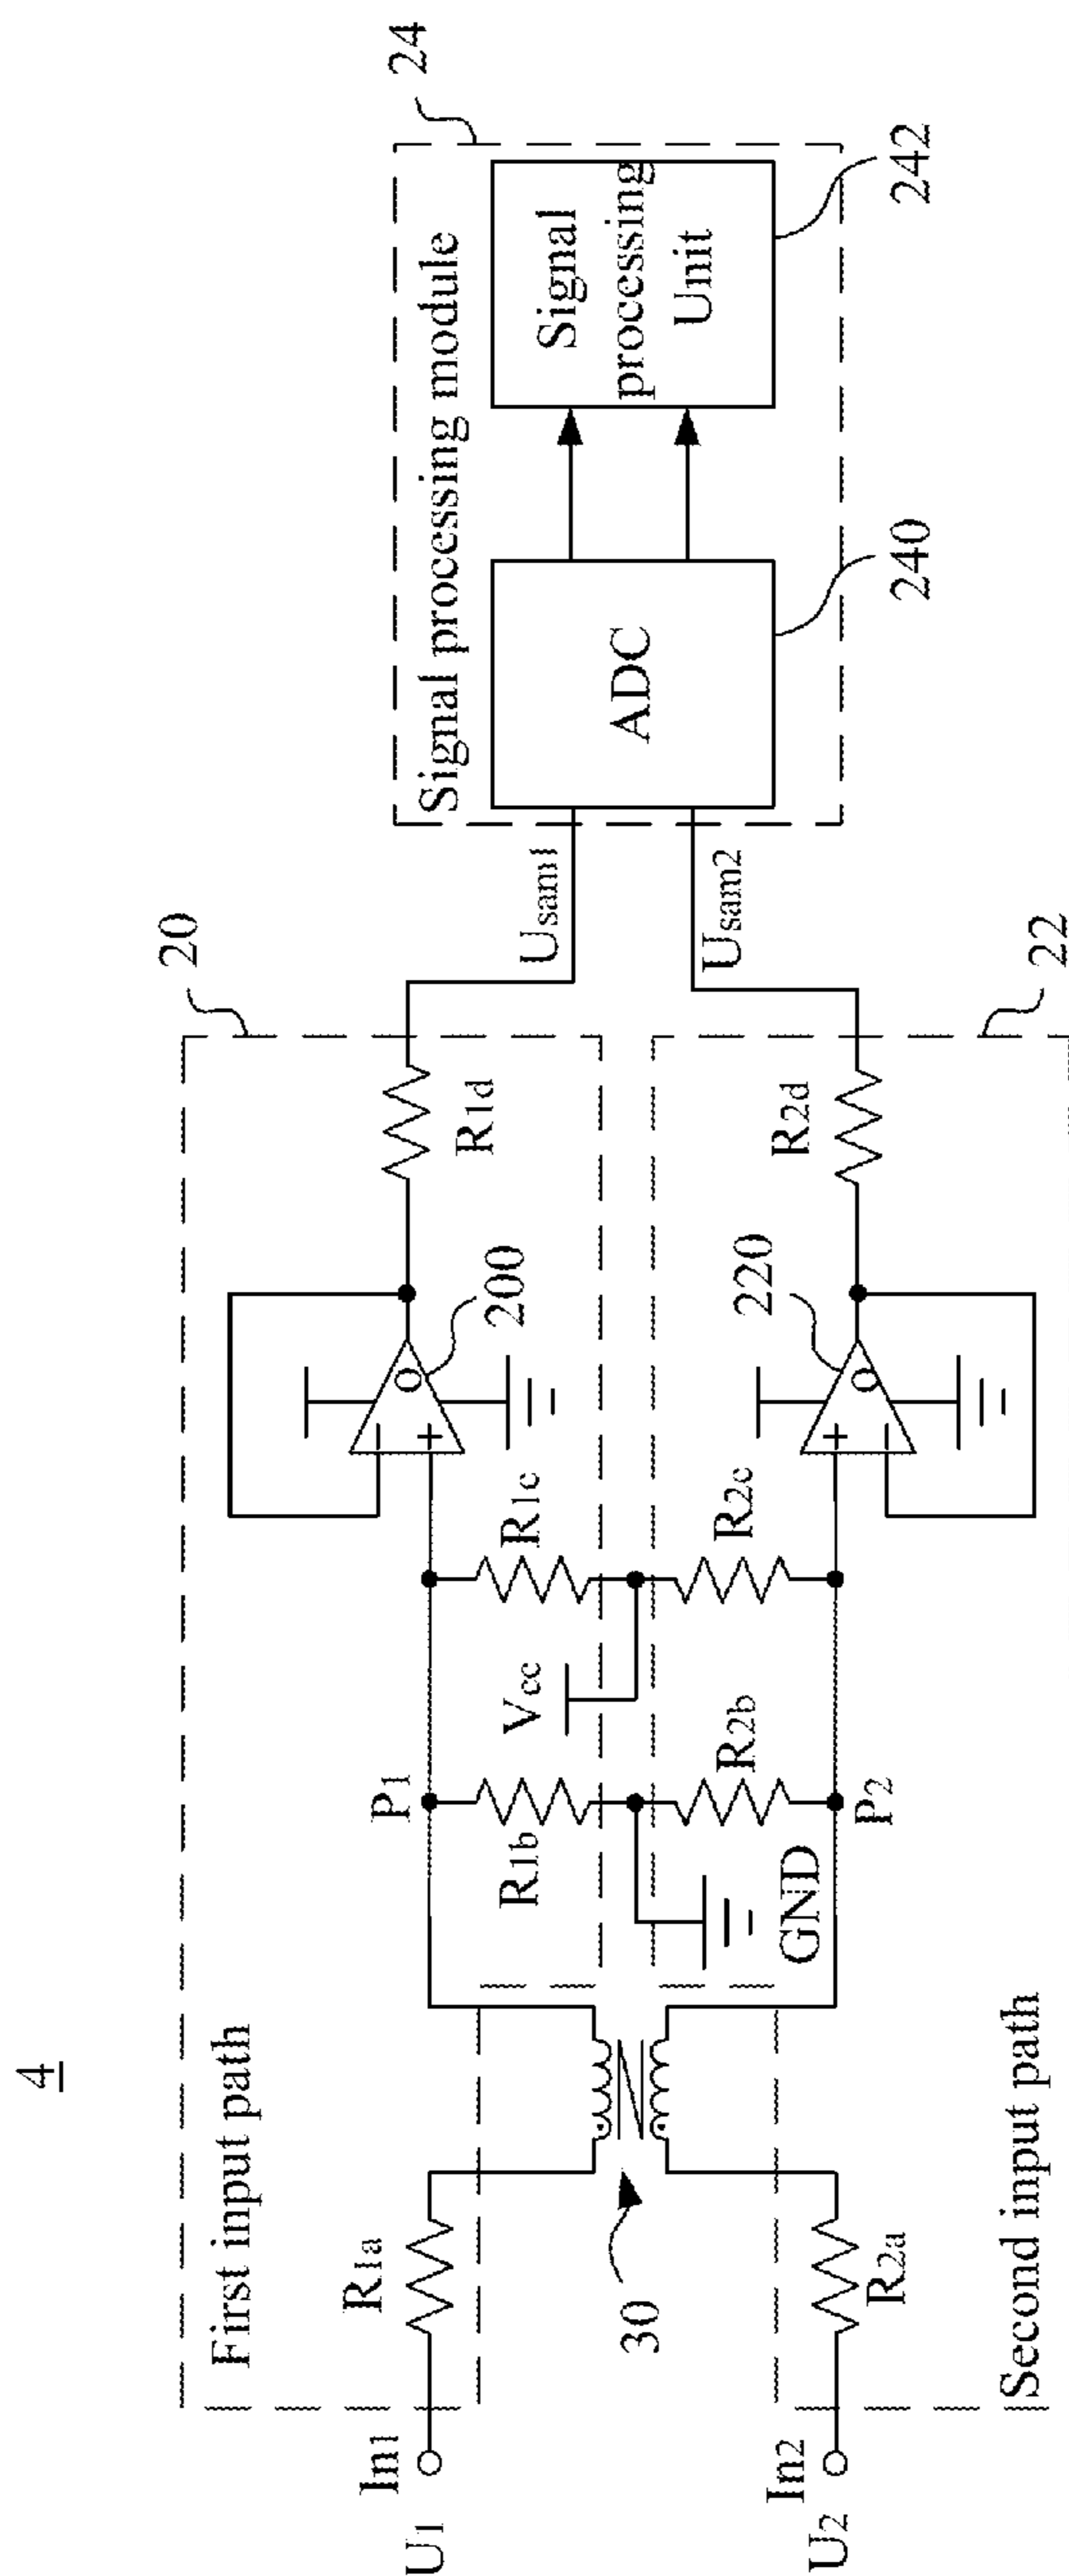 4
First input path
20
In1
U1
R1a
30
P1
R1b
Vcc
R1c
-
+
O
200
R1d
Usam1
Signal processing module
24
ADC
240
Signal
processing
Unit
242
Second input path
22
In2
U2
R2a
GND
P2
R2b
R2c
+
-
O
220
R2d
Usam2